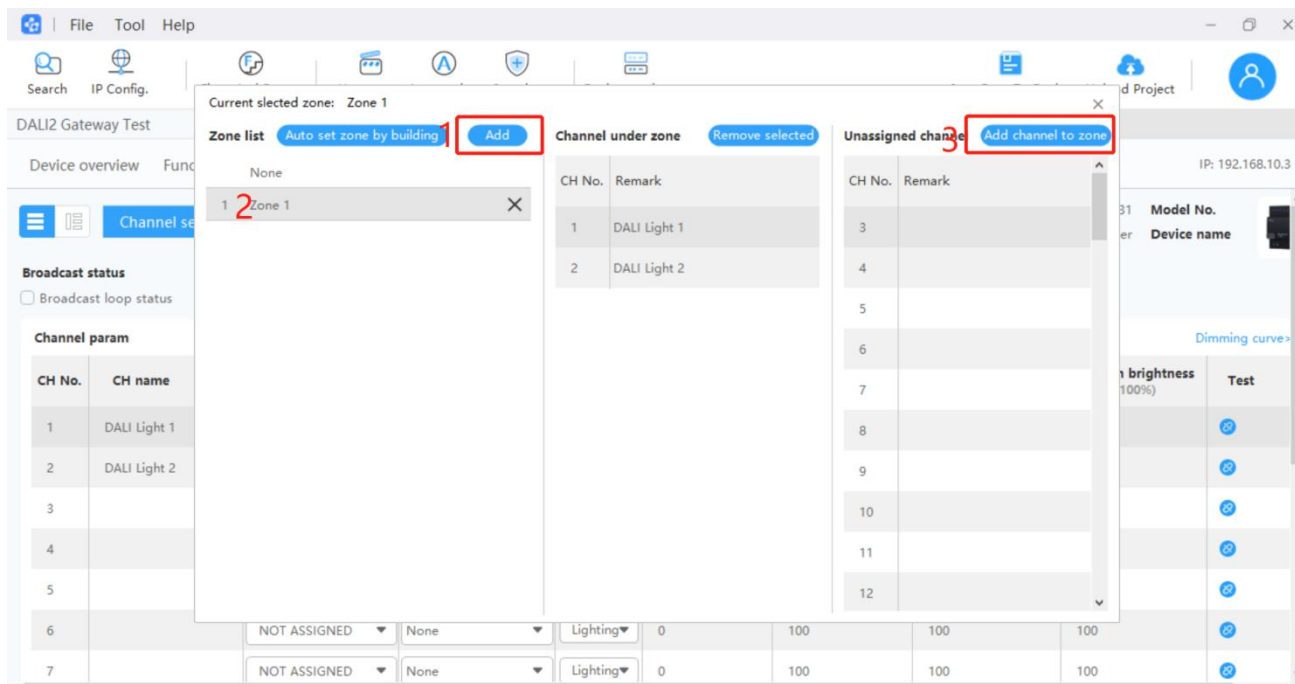 File Tool Help
Search IP Config.
d Project
DALI2 Gateway Test
Current slected zone: Zone 1
Zone list Auto set zone by building 1 Add Channel under zone Remove selected Unassigned channe 3 Add channel to zone
Device overview Func
IP: 192.168.10.3
None
CH No. Remark
CH No. Remark
1 2 Zone 1
Channel se
31 Model No.
er Device name
1 DALI Light 1
2 DALI Light 2
3
4
5
6
7
8
9
10
11
12
Broadcast status
Broadcast loop status
Channel param
Dimming curve>
CH No. CH name
brightness Test
100%)
1 DALI Light 1
2 DALI Light 2
3
4
5
6 NOT ASSIGNED None Lighting 0 100 100 100
7 NOT ASSIGNED None Lighting 0 100 100 100